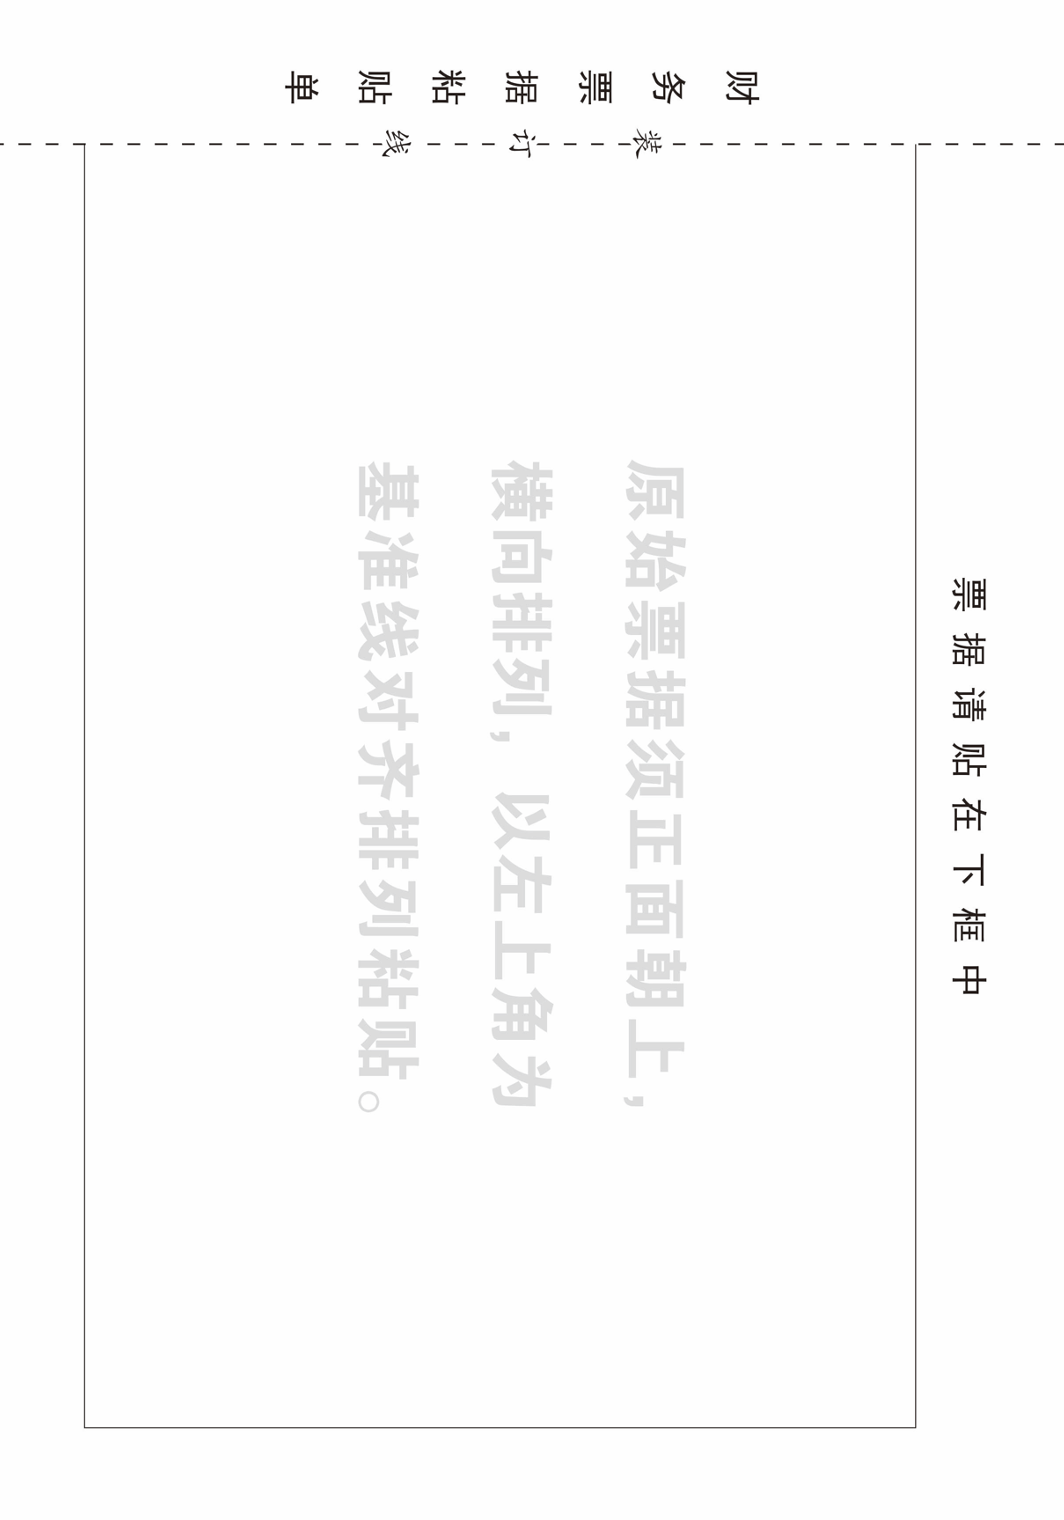 财务票据粘贴单
装订线
票据请贴在下框中
原始票据须正面朝上，
横向排列，以左上角为
基准线对齐排列粘贴。